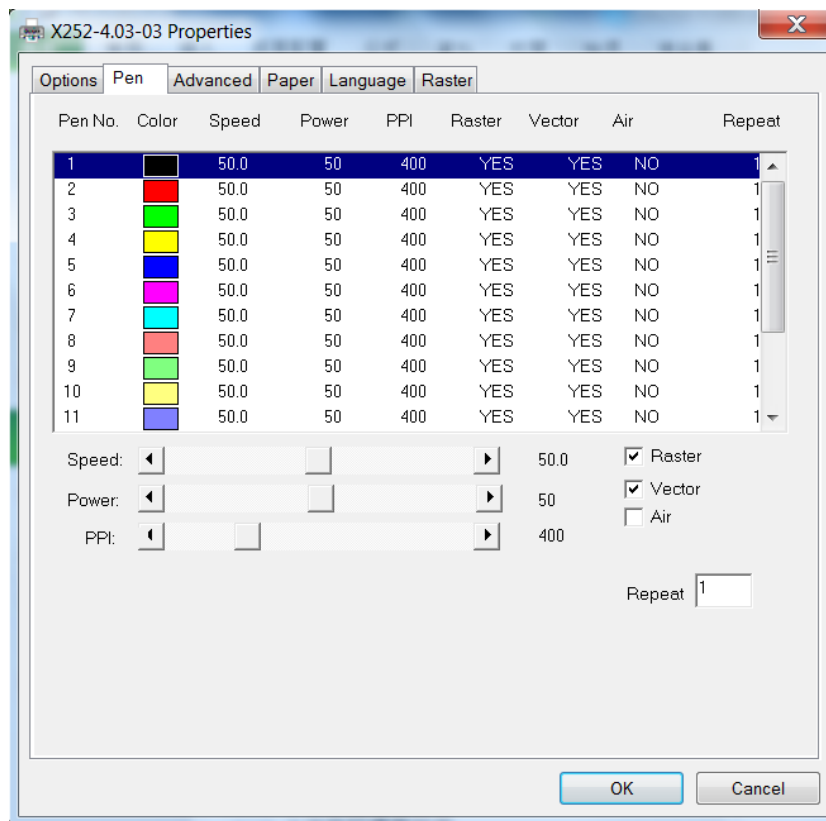 X252-4.03-03 Properties
Options Pen Advanced Paper Language Raster
Pen No. Color Speed Power PPI Raster Vector Air Repeat
1 50.0 50 400 YES YES NO 1
2 50.0 50 400 YES YES NO 1
3 50.0 50 400 YES YES NO 1
4 50.0 50 400 YES YES NO 1
5 50.0 50 400 YES YES NO 1
6 50.0 50 400 YES YES NO 1
7 50.0 50 400 YES YES NO 1
8 50.0 50 400 YES YES NO 1
9 50.0 50 400 YES YES NO 1
10 50.0 50 400 YES YES NO 1
11 50.0 50 400 YES YES NO 1
Speed: 50.0 Raster
Power: 50 Vector
Air
PPI: 400
Repeat 1
OK Cancel